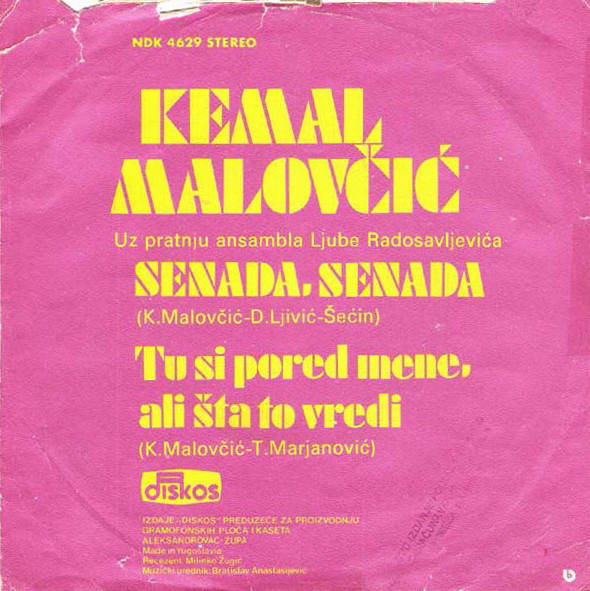 NDK 4629 STEREO
KEMAL
MALOVČIĆ
Uz pratnju ansambla Ljube Radosavljevića
SENADA, SENADA
(K.Malovčić-D.Ljivić-Šećin)
Tu si pored mene,
ali šta to vredi
(K.Malovčić-T.Marjanović)
diskos
IZDAJE „DISKOS" PREDUZEĆE ZA PROIZVODNJU
GRAMOFONSKIH PLOČA I KASETA
ALEKSANDROVAC-ŽUPA
Made in Yugoslavia
Recezent Milinko Žugić
Muzički urednik: Bratislav Anastasijević
b